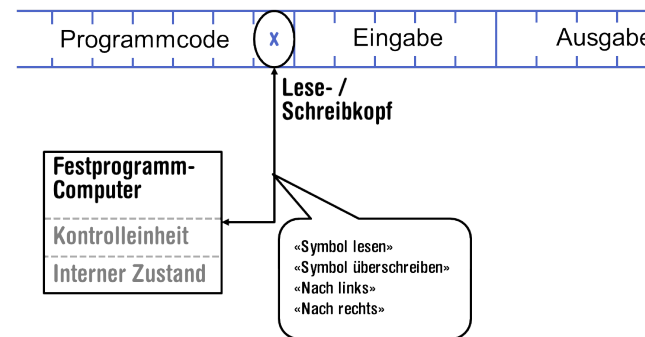 Programmcode x Eingabe Ausgabe
Lese- /
Schreibkopf
Festprogramm-
Computer
Kontrolleinheit
Interner Zustand
«Symbol lesen»
«Symbol überschreiben»
«Nach links»
«Nach rechts»